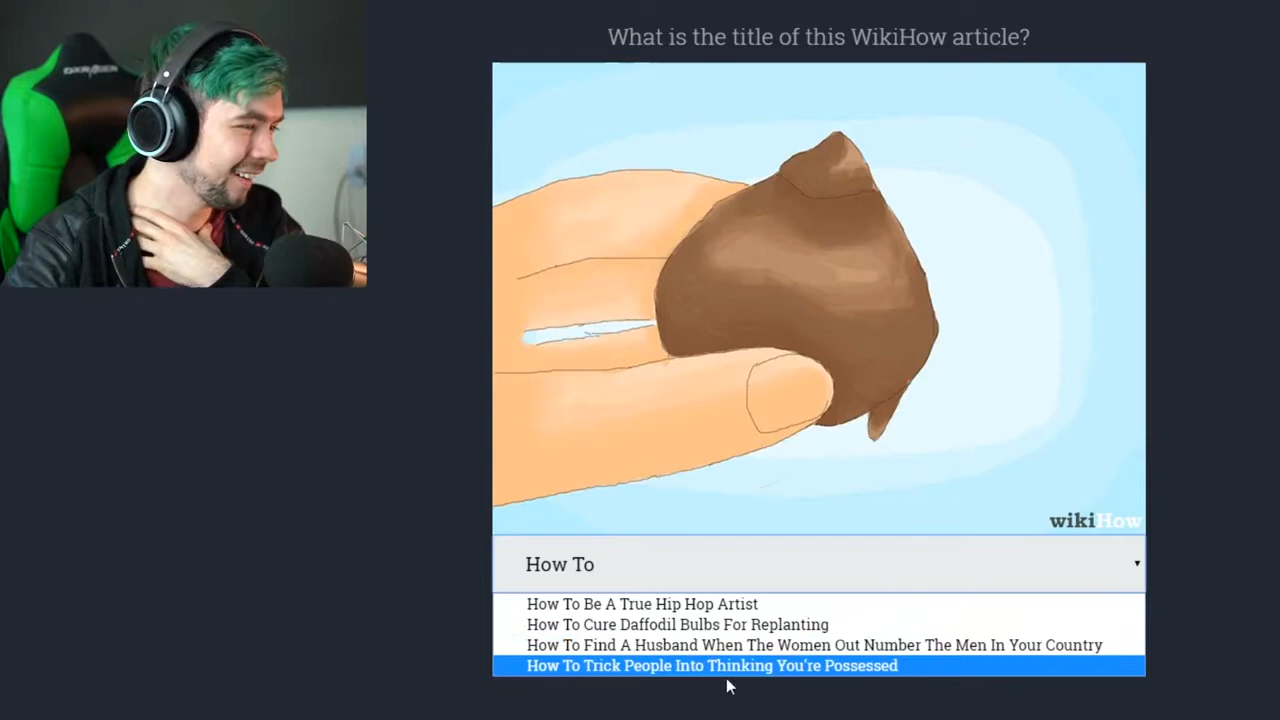 What is the title of this WikiHow article?
DXRACER
wikiHow
How To
How To Be A True Hip Hop Artist
How To Cure Daffodil Bulbs For Replanting
How To Find A Husband When The Women Out Number The Men In Your Country
How To Trick People Into Thinking You're Possessed